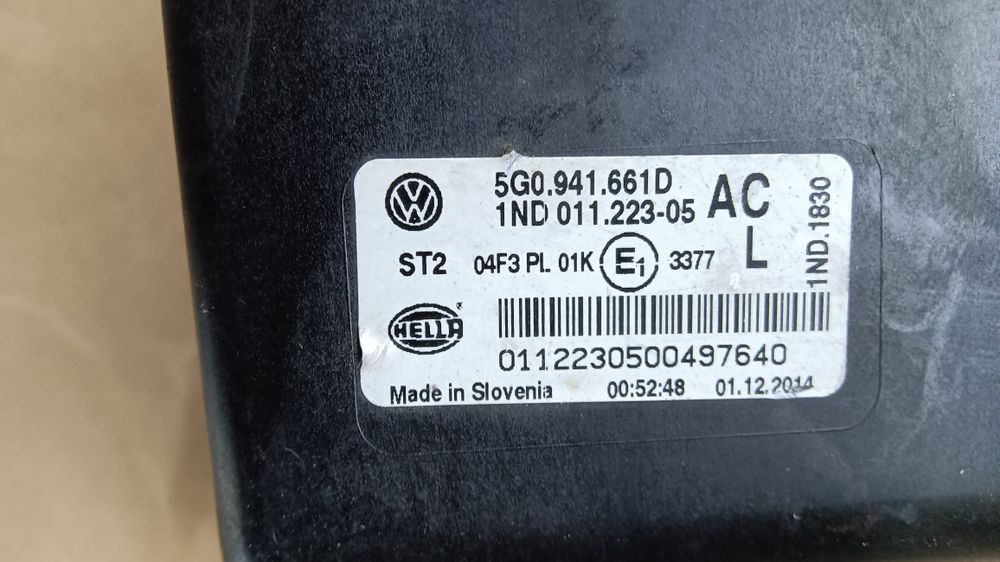 5G0.941.661D
1ND 011.223-05
AC
L
1ND.1830
ST2 04F3 PL 01K E1 3377
HELLA
0112230500497640
Made in Slovenia 00:52:48 01.12.2014